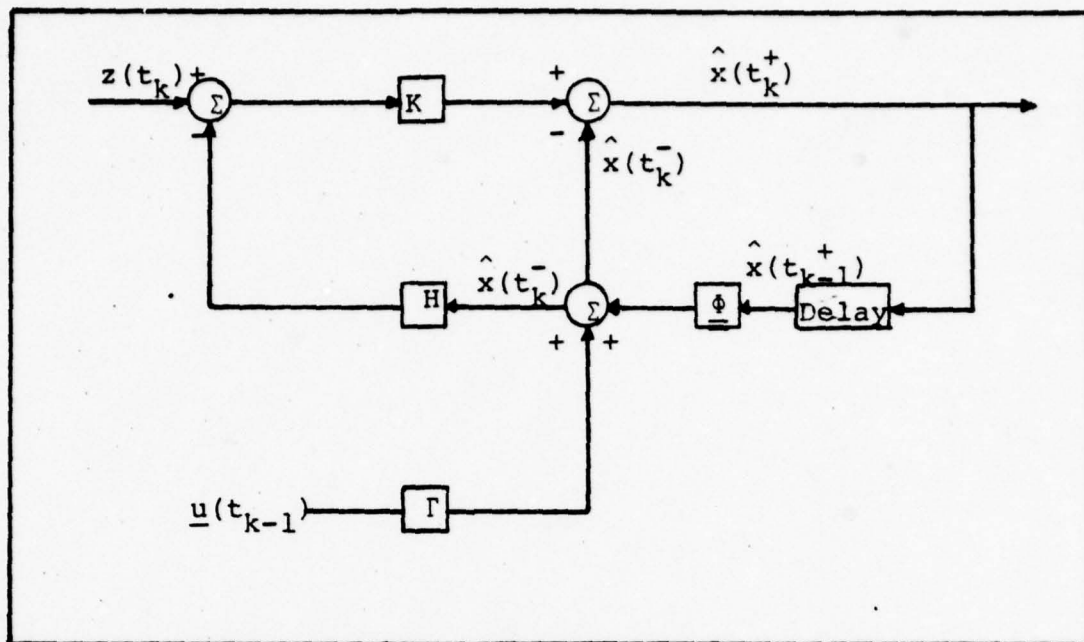 z(t_k) + Σ − K + Σ − x̂(t_k^+)
x̂(t_k^-)
H x̂(t_k^-) Σ + + Φ x̂(t_{k-1}^+) Delay
u(t_{k-1}) Γ